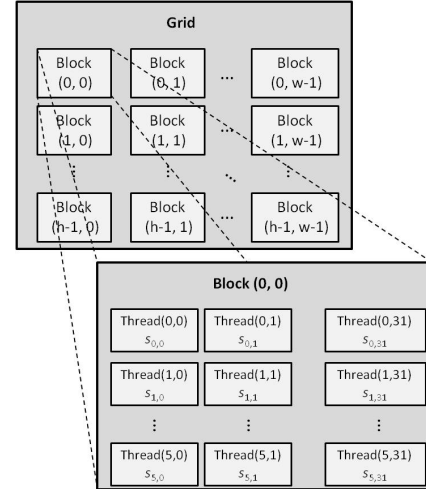 Grid
Block Block Block
(0, 0) (0, 1) ... (0, w-1)
Block Block Block
(1, 0) (1, 1) (1, w-1)
Block Block Block
(h-1, 0) (h-1, 1) ... (h-1, w-1)
Block (0, 0)
Thread(0,0) Thread(0,1) Thread(0,31)
s0,0 s0,1 s0,31
Thread(1,0) Thread(1,1) Thread(1,31)
s1,0 s1,1 s1,31
Thread(5,0) Thread(5,1) Thread(5,31)
s5,0 s5,1 s5,31